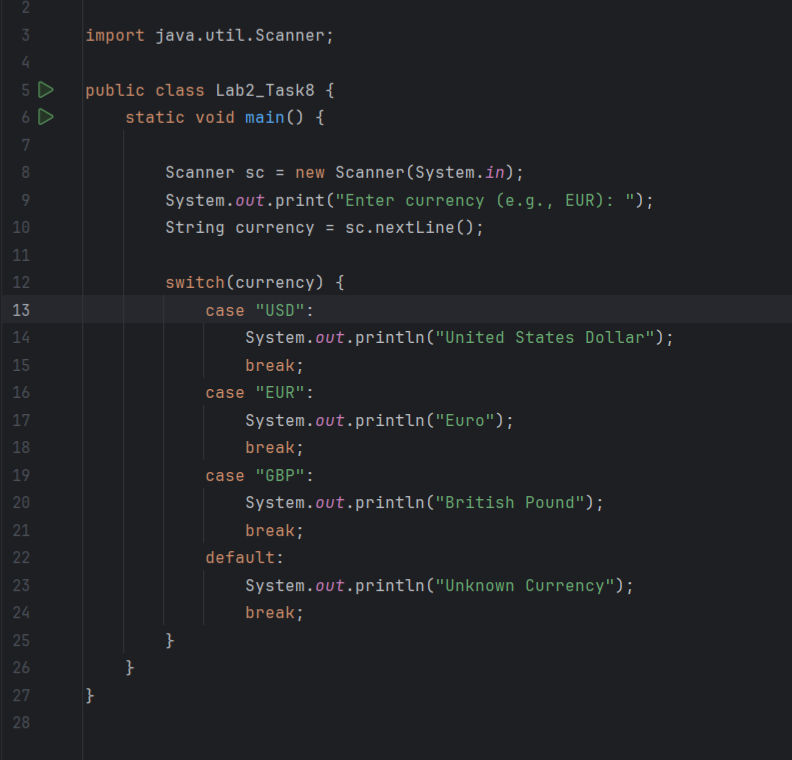 2
3 import java.util.Scanner;
4
5 public class Lab2_Task8 {
6     static void main() {
7
8         Scanner sc = new Scanner(System.in);
9         System.out.print("Enter currency (e.g., EUR): ");
10         String currency = sc.nextLine();
11
12         switch(currency) {
13             case "USD":
14                 System.out.println("United States Dollar");
15                 break;
16             case "EUR":
17                 System.out.println("Euro");
18                 break;
19             case "GBP":
20                 System.out.println("British Pound");
21                 break;
22             default:
23                 System.out.println("Unknown Currency");
24                 break;
25         }
26     }
27 }
28